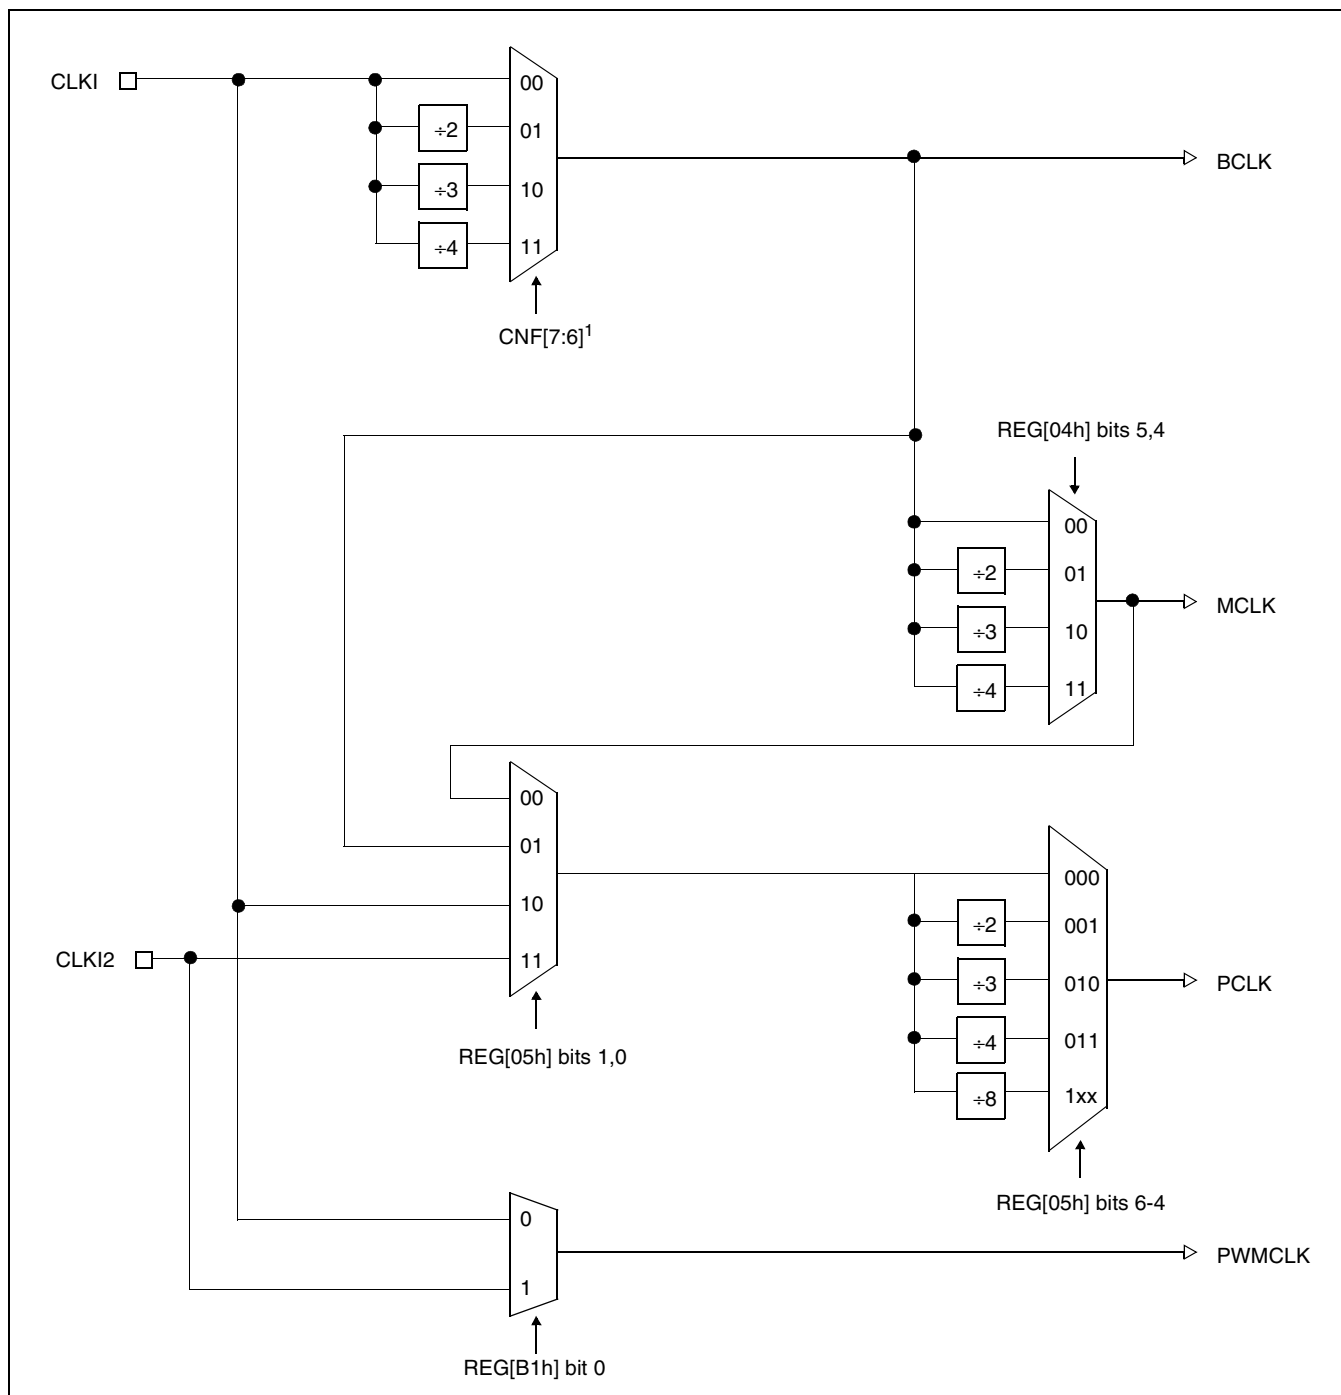 CLKI
00
÷2
01
÷3
10
÷4
11
BCLK
CNF[7:6]1
REG[04h] bits 5,4
00
÷2
01
÷3
10
÷4
11
MCLK
00
01
10
11
CLKI2
REG[05h] bits 1,0
000
÷2
001
÷3
010
÷4
011
÷8
1xx
PCLK
REG[05h] bits 6-4
0
1
PWMCLK
REG[B1h] bit 0